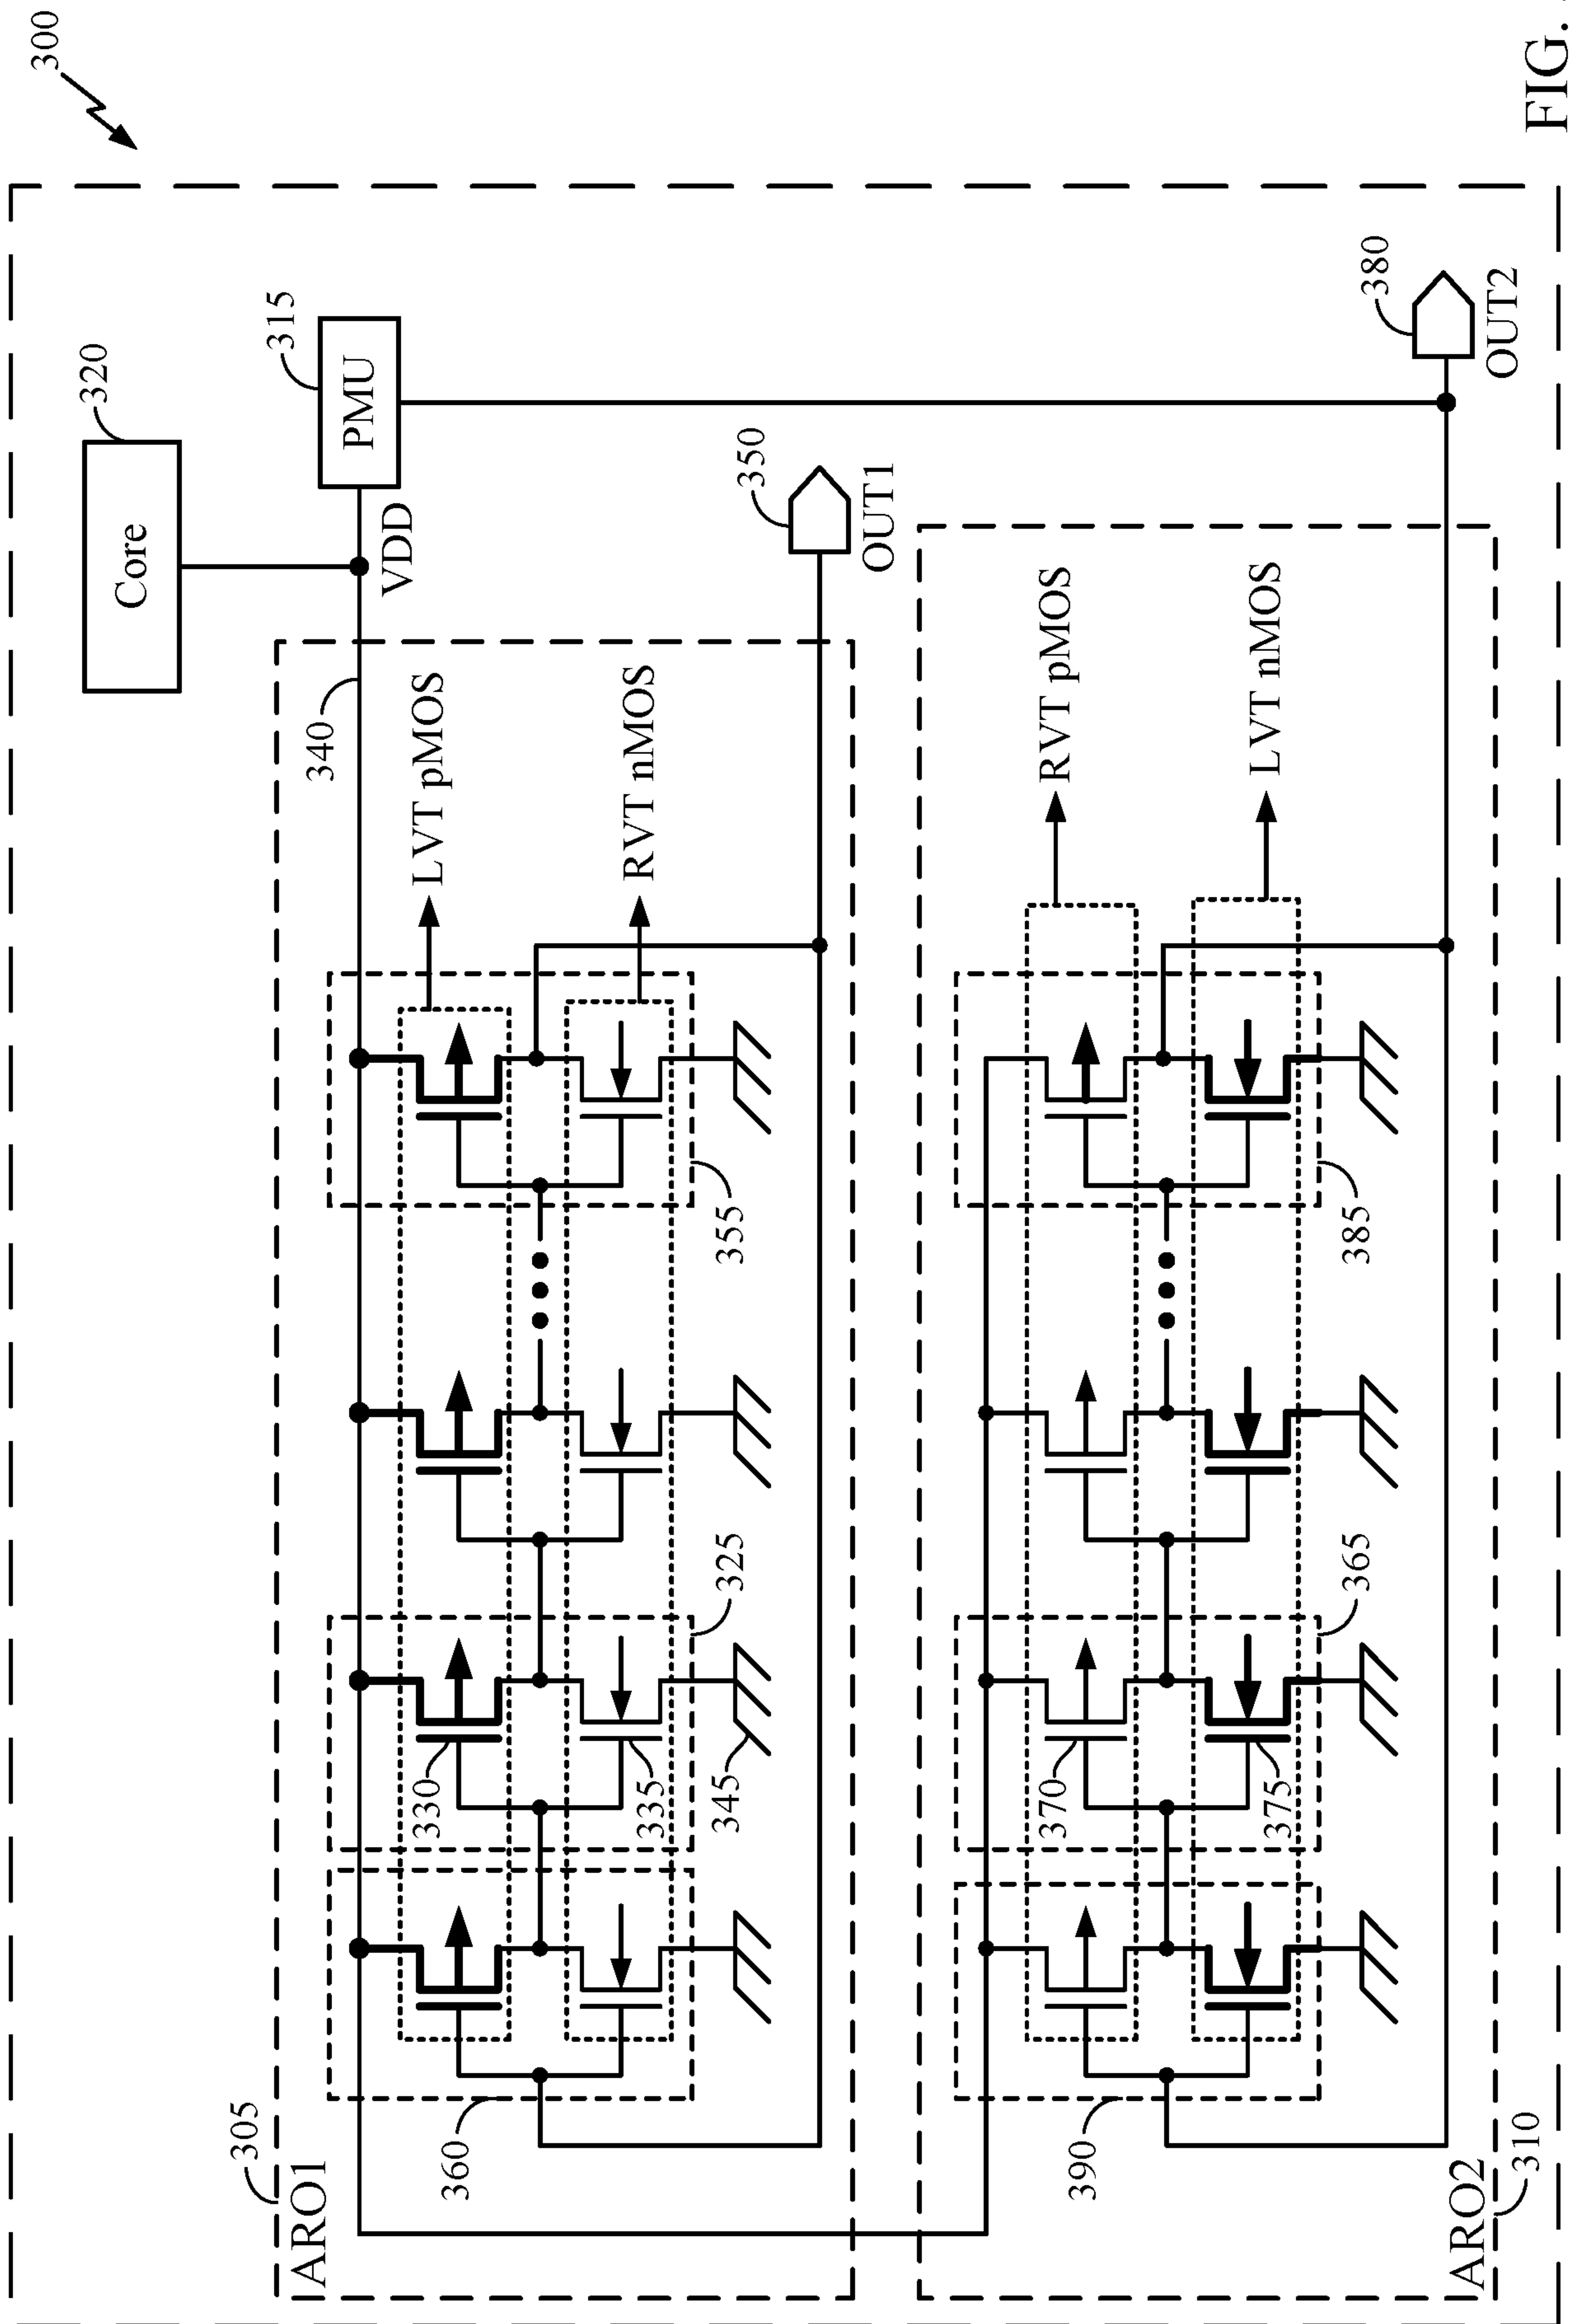 300
Core
320
PMU
315
VDD
340
305
ARO1
LVT pMOS
RVT nMOS
360
330
335
345
325
355
350
OUT1
RVT pMOS
LVT nMOS
390
370
375
365
385
380
OUT2
ARO2
310
FIG.